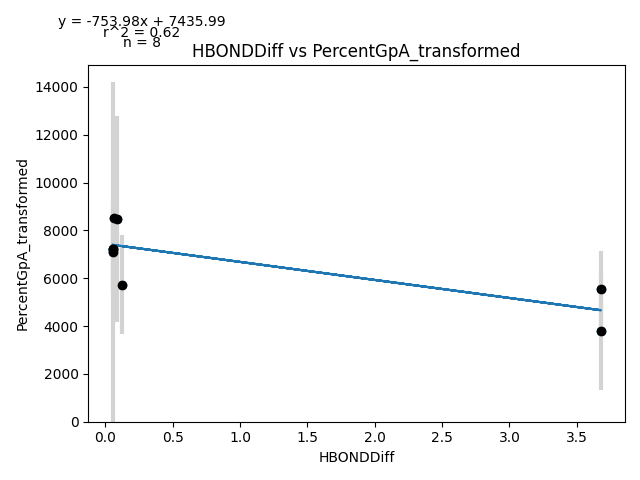 y = -753.98x + 7435.99
r^2 = 0.62
n = 8
HBONDDiff vs PercentGpA_transformed
14000
12000
10000
8000
6000
4000
2000
0
PercentGpA_transformed
0.0 0.5 1.0 1.5 2.0 2.5 3.0 3.5
HBONDDiff